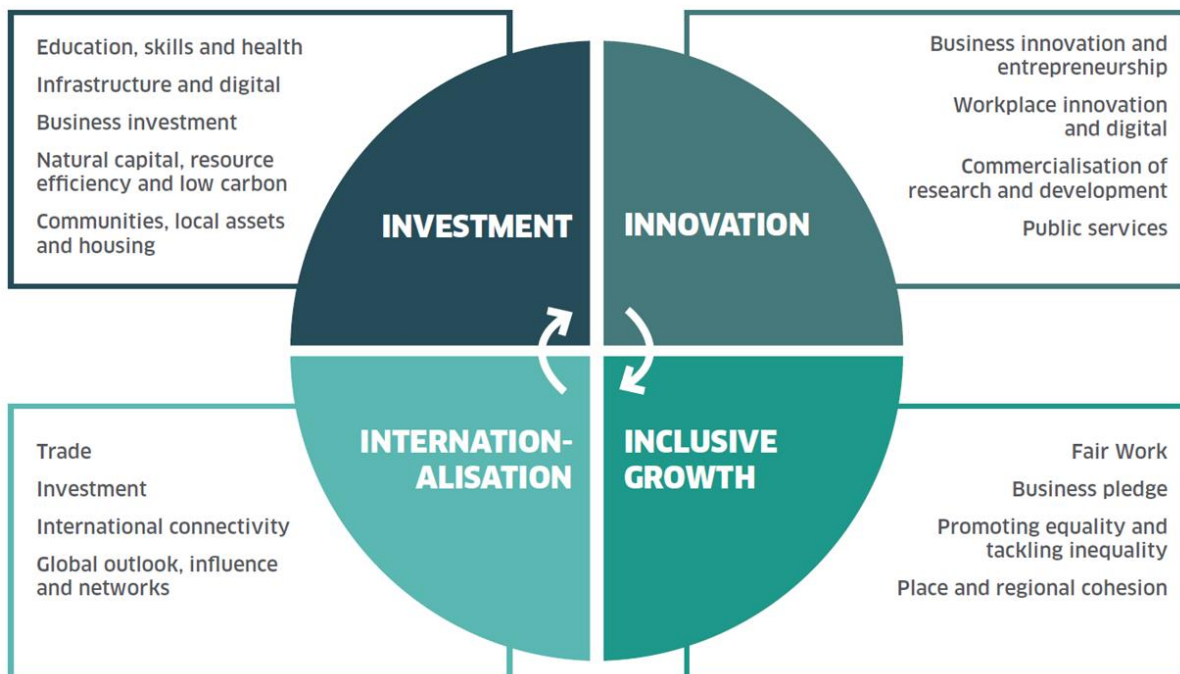 Education, skills and health
Infrastructure and digital
Business investment
Natural capital, resource
efficiency and low carbon
Communities, local assets
and housing
INVESTMENT
INNOVATION
Business innovation and
entrepreneurship
Workplace innovation
and digital
Commercialisation of
research and development
Public services
Trade
Investment
International connectivity
Global outlook, influence
and networks
INTERNATION-
ALISATION
INCLUSIVE
GROWTH
Fair Work
Business pledge
Promoting equality and
tackling inequality
Place and regional cohesion